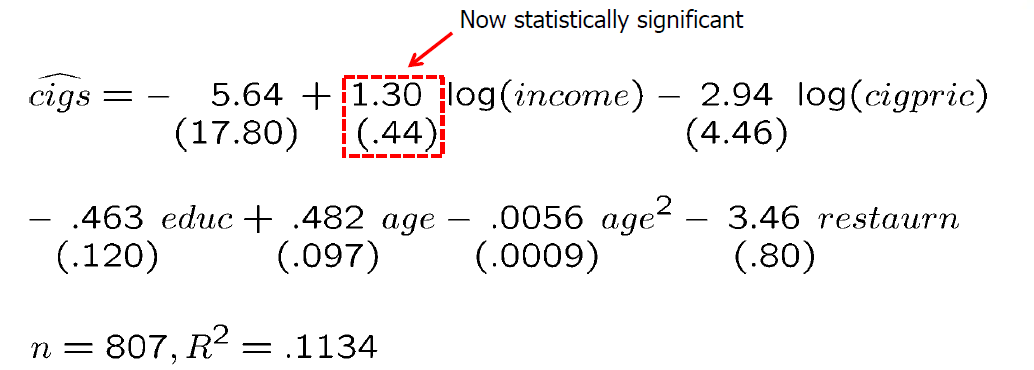 Now statistically significant
\widehat{cigs} = − 5.64 + 1.30 log(income) − 2.94 log(cigpric)
(17.80) (.44) (4.46)
− .463 educ + .482 age − .0056 age² − 3.46 restaurn
(.120) (.097) (.0009) (.80)
n = 807, R² = .1134